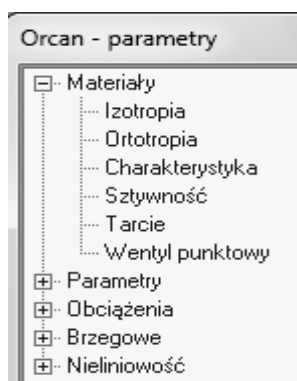 Orcan - parametry
Materiały
Izotropia
Ortotropia
Charakterystyka
Sztywność
Tarcie
Wentyl punktowy
Parametry
Obciążenia
Brzegowe
Nieliniowość